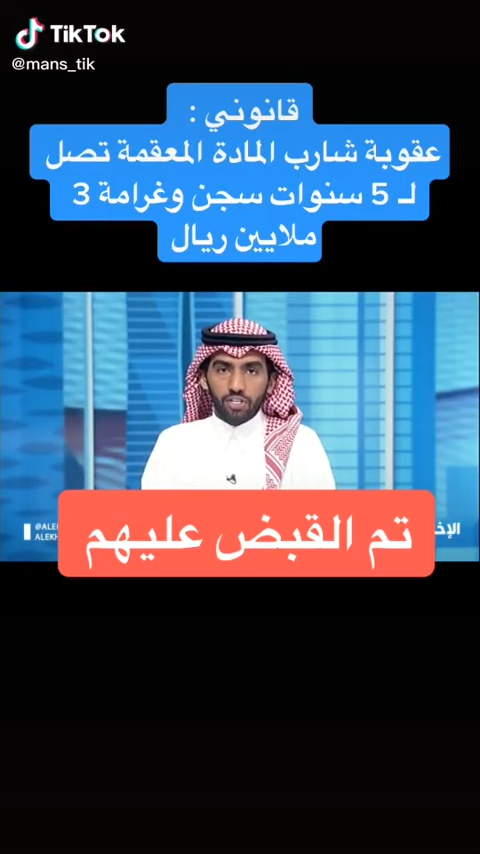 TikTok
@mans_tik
قانوني :
عقوبة شارب المادة المعقمة تصل
لـ 5 سنوات سجن وغرامة 3
ملايين ريال
تم القبض عليهم